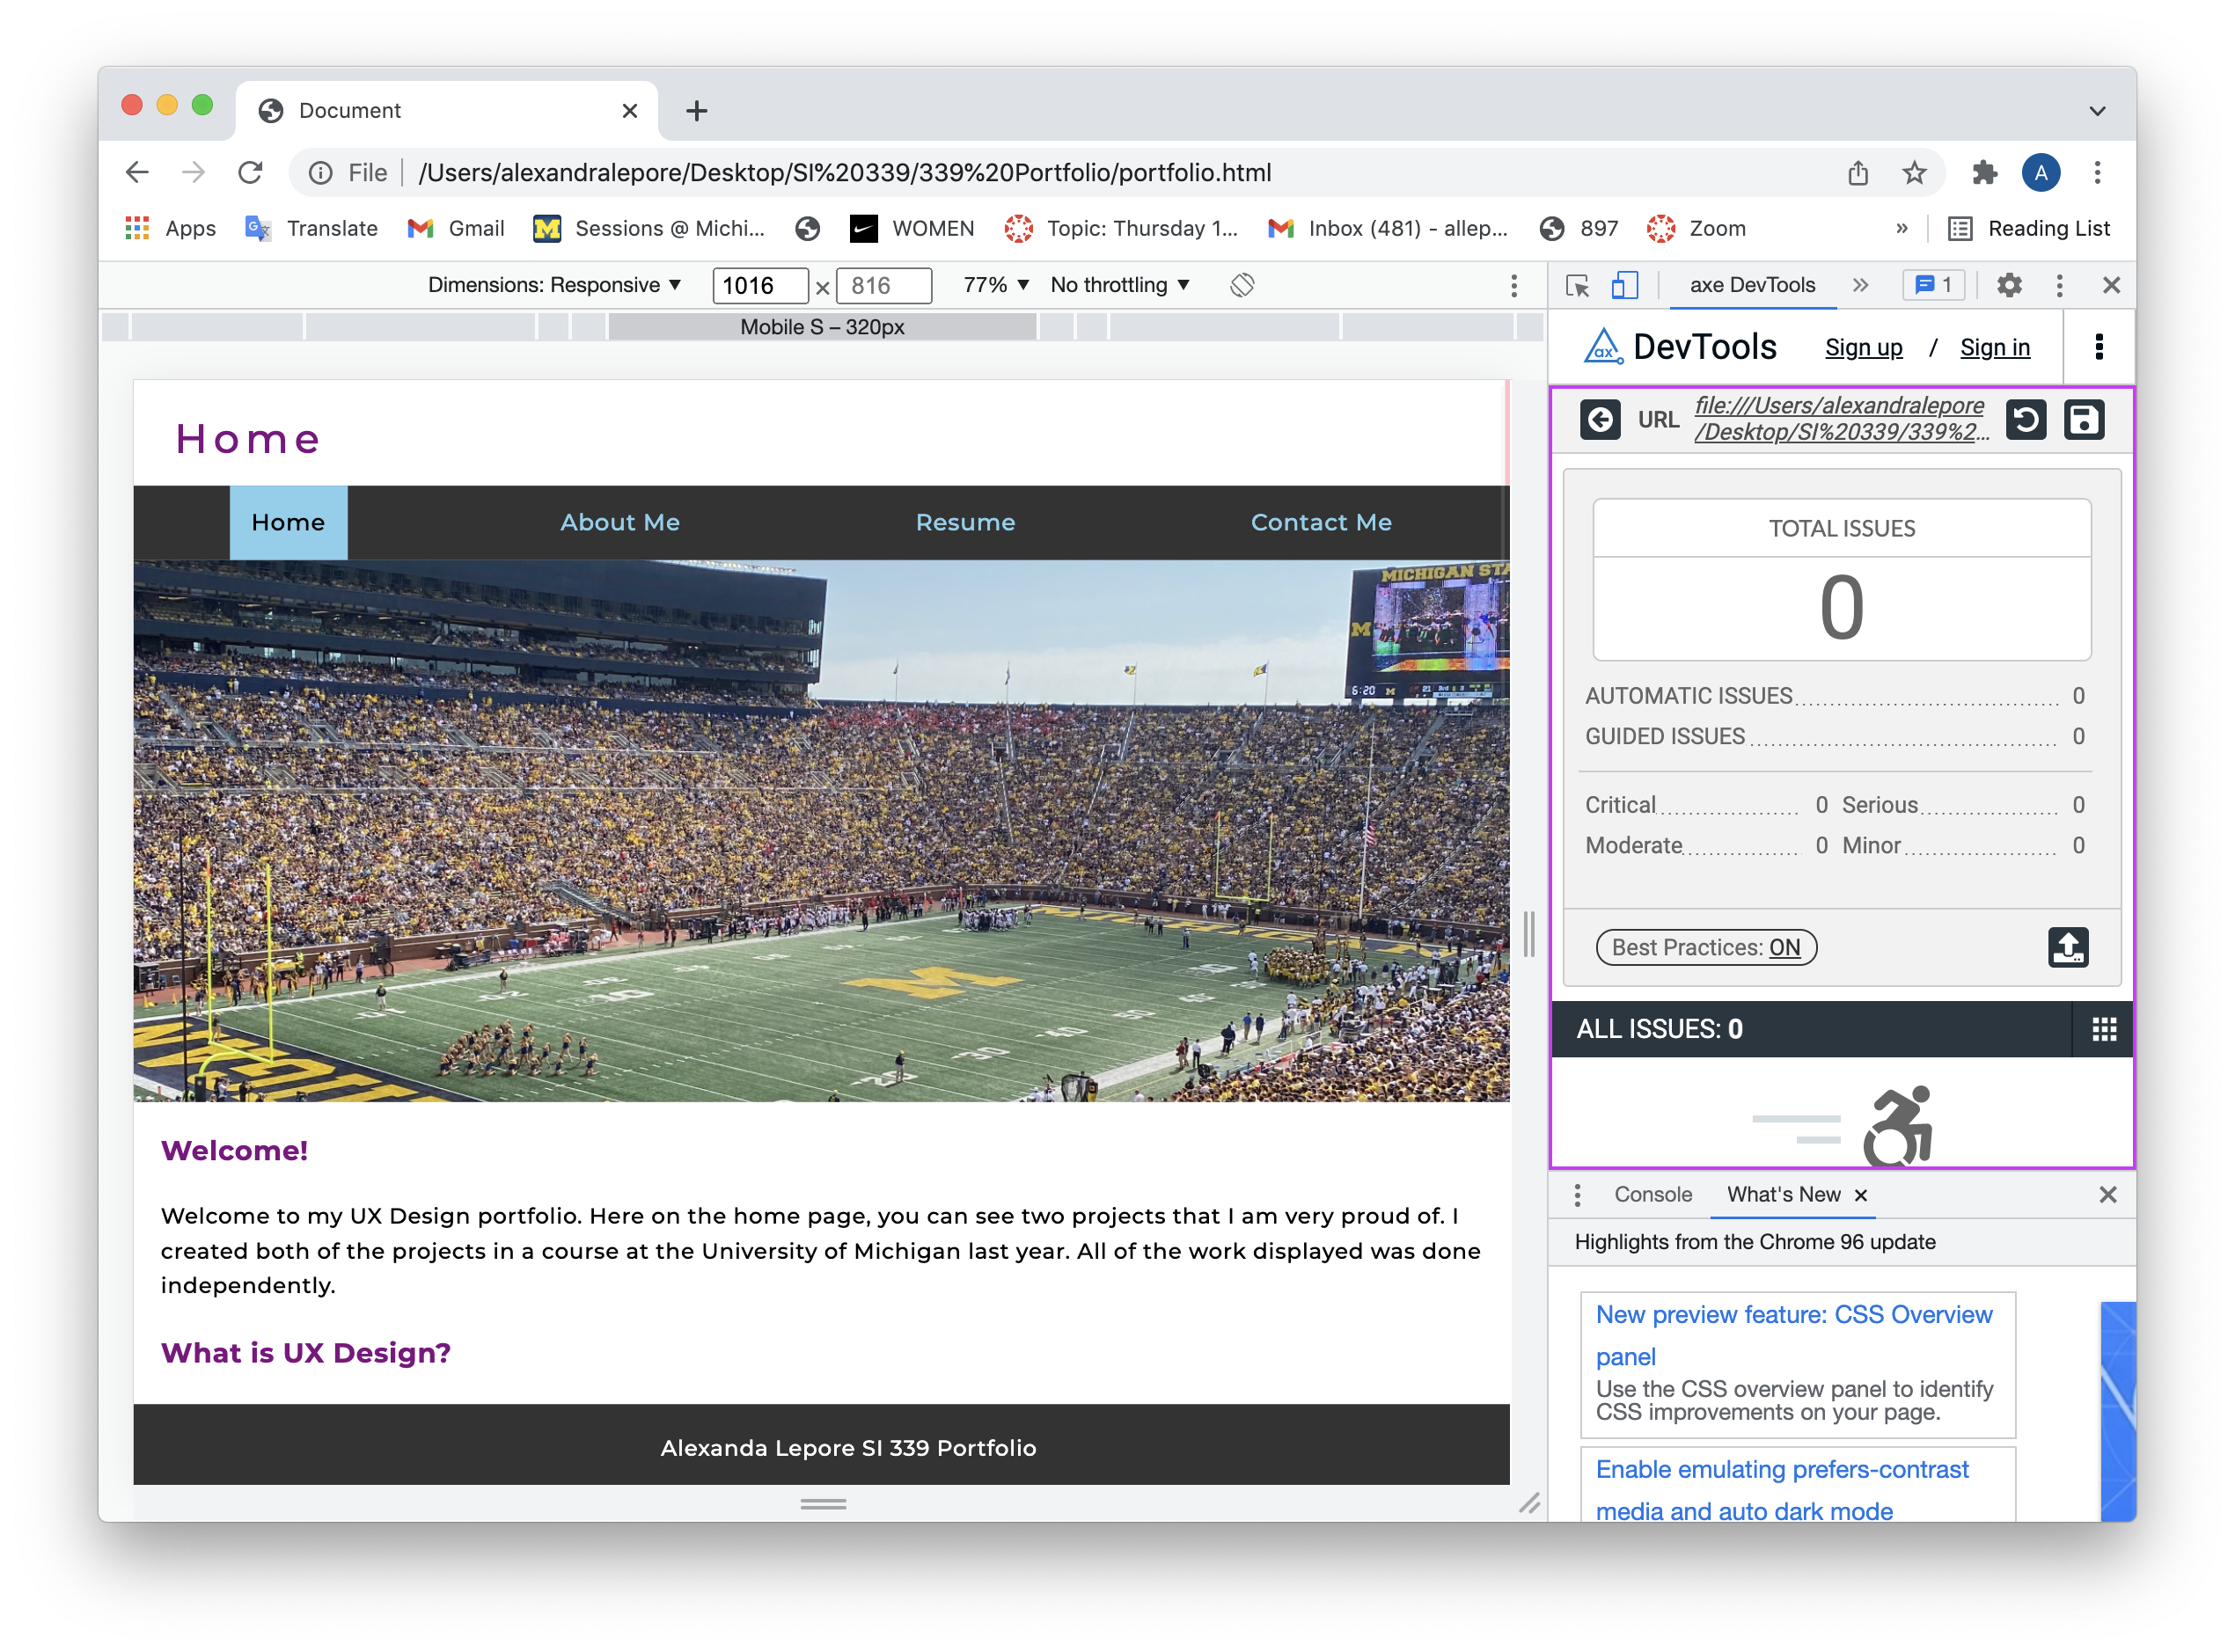 Document
File /Users/alexandralepore/Desktop/SI%20339/339%20Portfolio/portfolio.html
A
Apps Translate Gmail Sessions @ Michi... WOMEN Topic: Thursday 1... Inbox (481) - allep... 897 Zoom » Reading List
Dimensions: Responsive 1016 × 816 77% No throttling
Mobile S – 320px
Home
Home About Me Resume Contact Me
MICHIGAN STA
M
6:20 M 21
M
Welcome!
Welcome to my UX Design portfolio. Here on the home page, you can see two projects that I am very proud of. I
created both of the projects in a course at the University of Michigan last year. All of the work displayed was done
independently.
What is UX Design?
Alexanda Lepore SI 339 Portfolio
axe DevTools » 1
ax DevTools Sign up / Sign in
URL file:///Users/alexandralepore
/Desktop/SI%20339/339%2...
TOTAL ISSUES
0
AUTOMATIC ISSUES 0
GUIDED ISSUES 0
Critical 0 Serious 0
Moderate 0 Minor 0
Best Practices: ON
ALL ISSUES: 0
Console What's New
Highlights from the Chrome 96 update
New preview feature: CSS Overview
panel
Use the CSS overview panel to identify
CSS improvements on your page.
Enable emulating prefers-contrast
media and auto dark mode